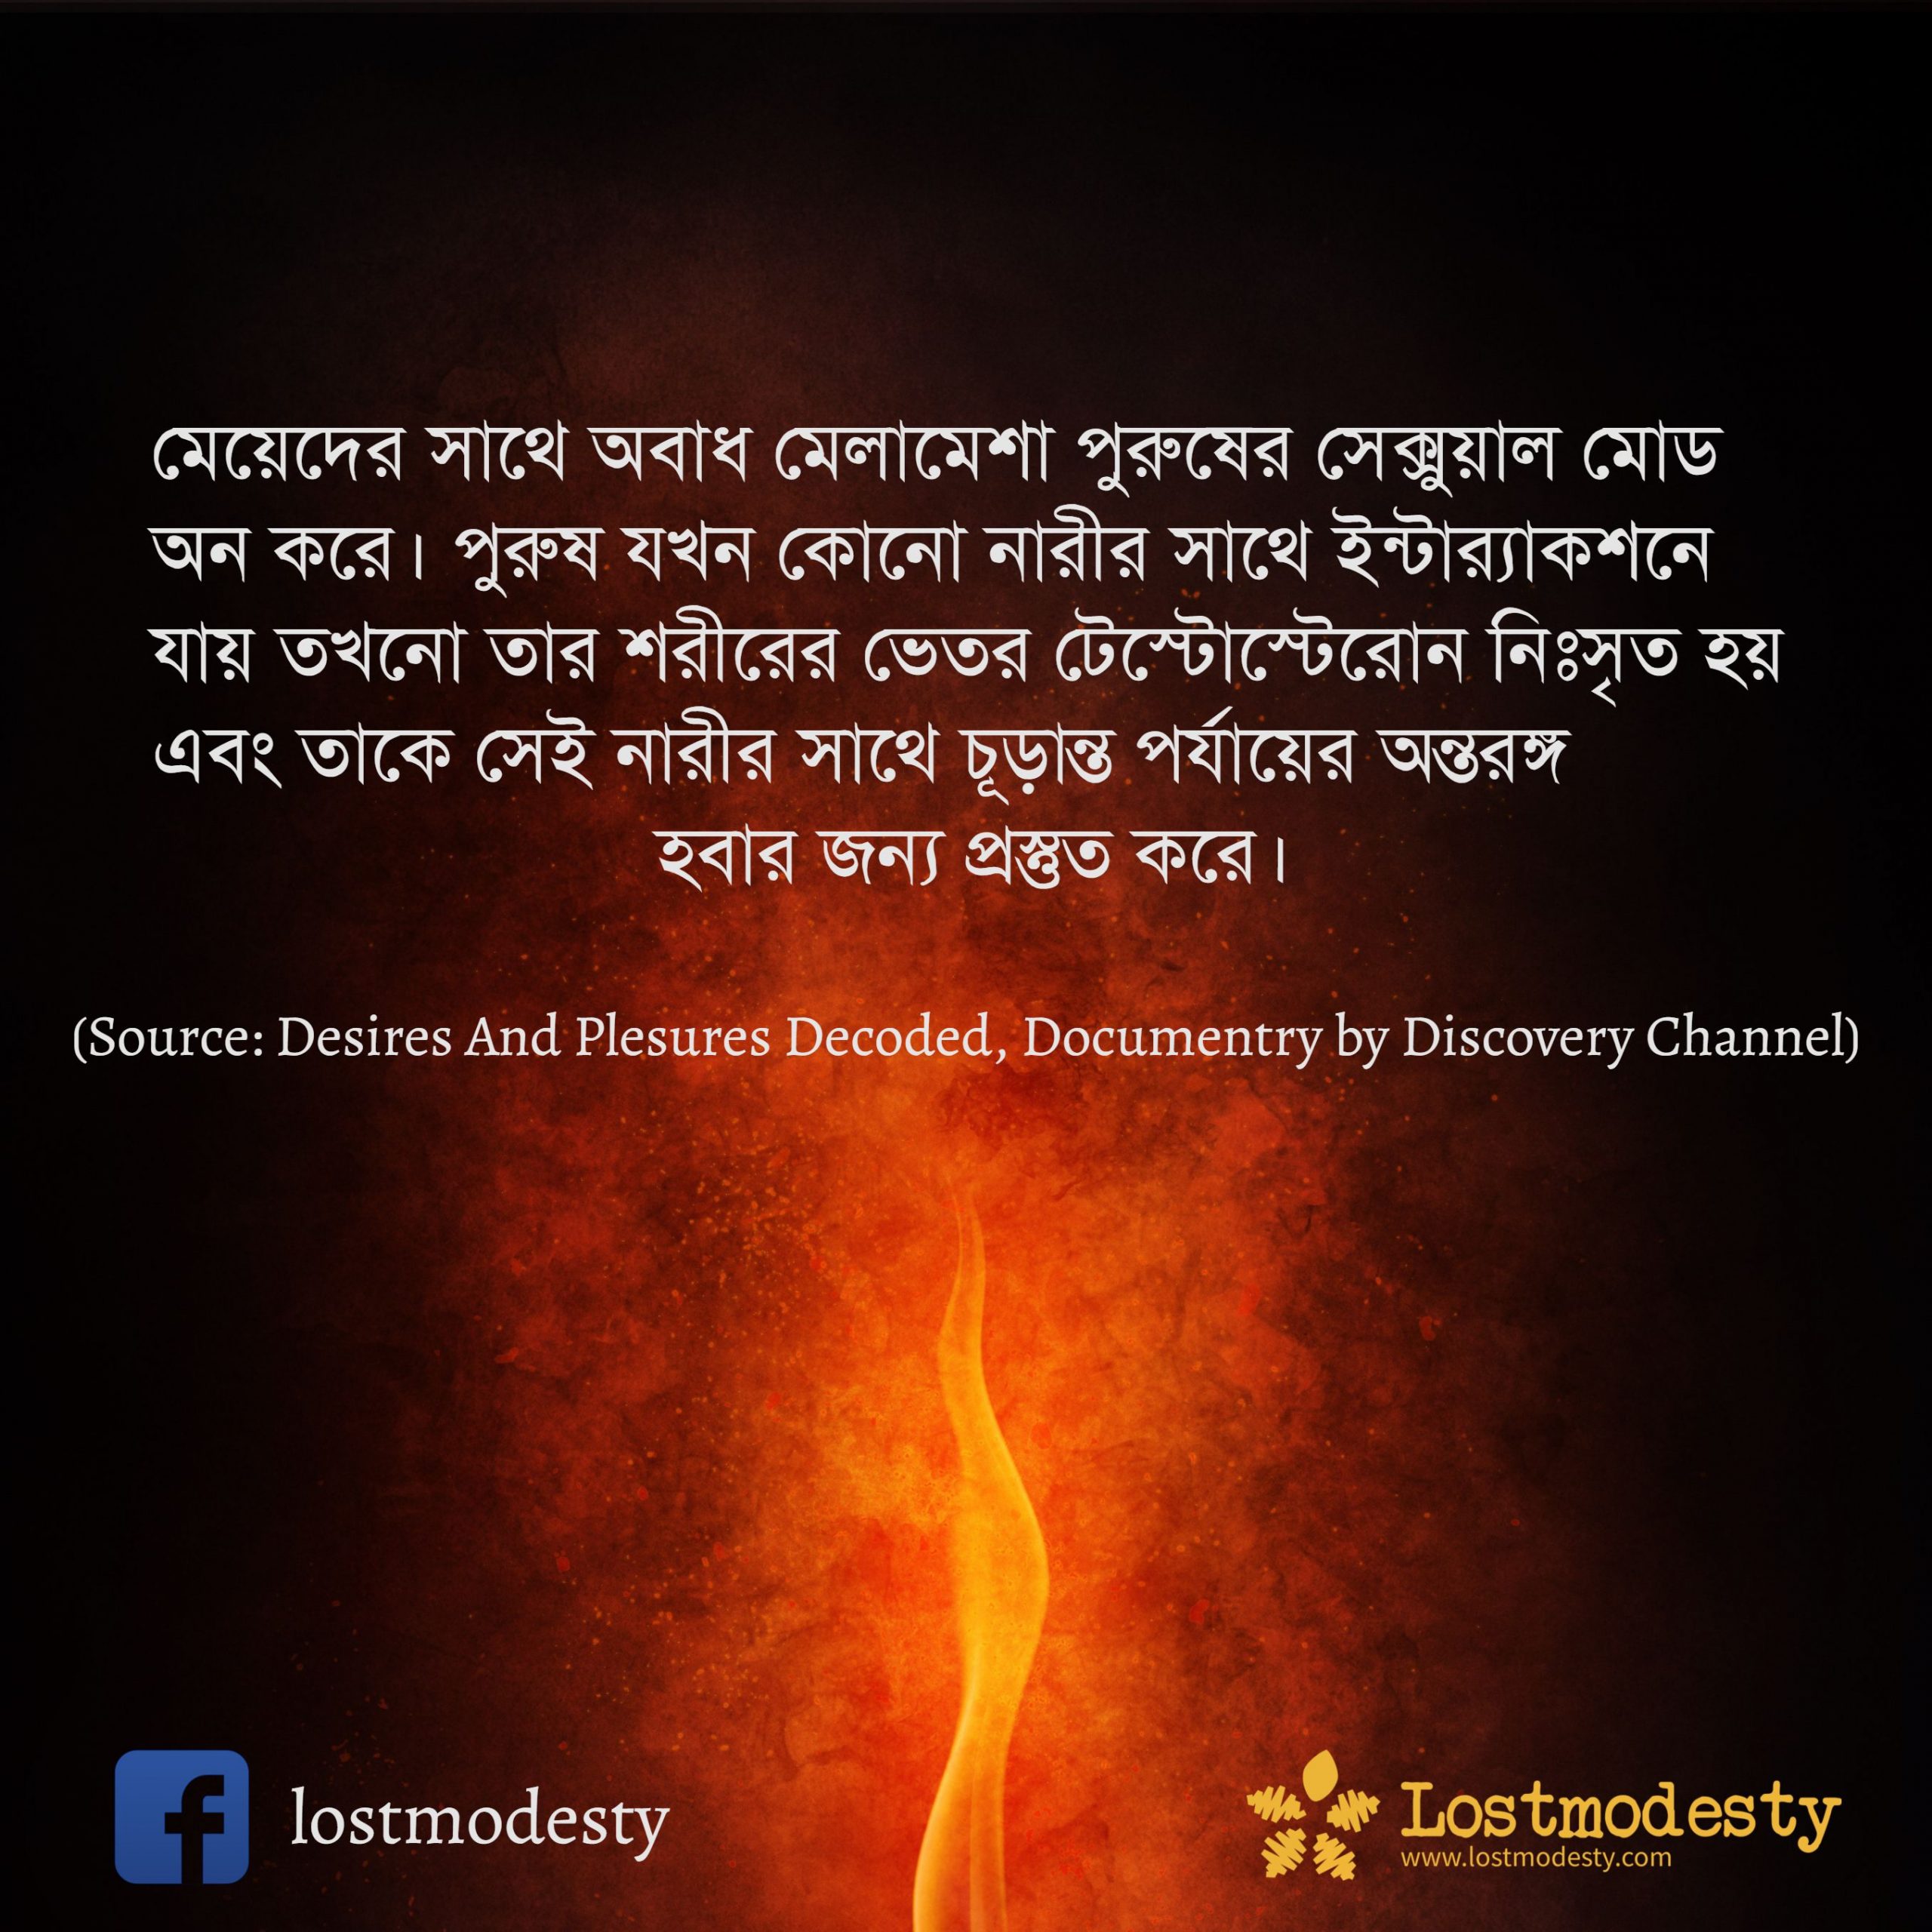 মেয়েদের সাথে অবাধ মেলামেশা পুরুষের সেক্সুয়াল মোড
অন করে। পুরুষ যখন কোনো নারীর সাথে ইন্টার‍্যাকশনে
যায় তখনো তার শরীরের ভেতর টেস্টোস্টেরোন নিঃসৃত হয়
এবং তাকে সেই নারীর সাথে চূড়ান্ত পর্যায়ের অন্তরঙ্গ
হবার জন্য প্রস্তুত করে।
(Source: Desires And Plesures Decoded, Documentry by Discovery Channel)
f lostmodesty
Lostmodesty
www.lostmodesty.com